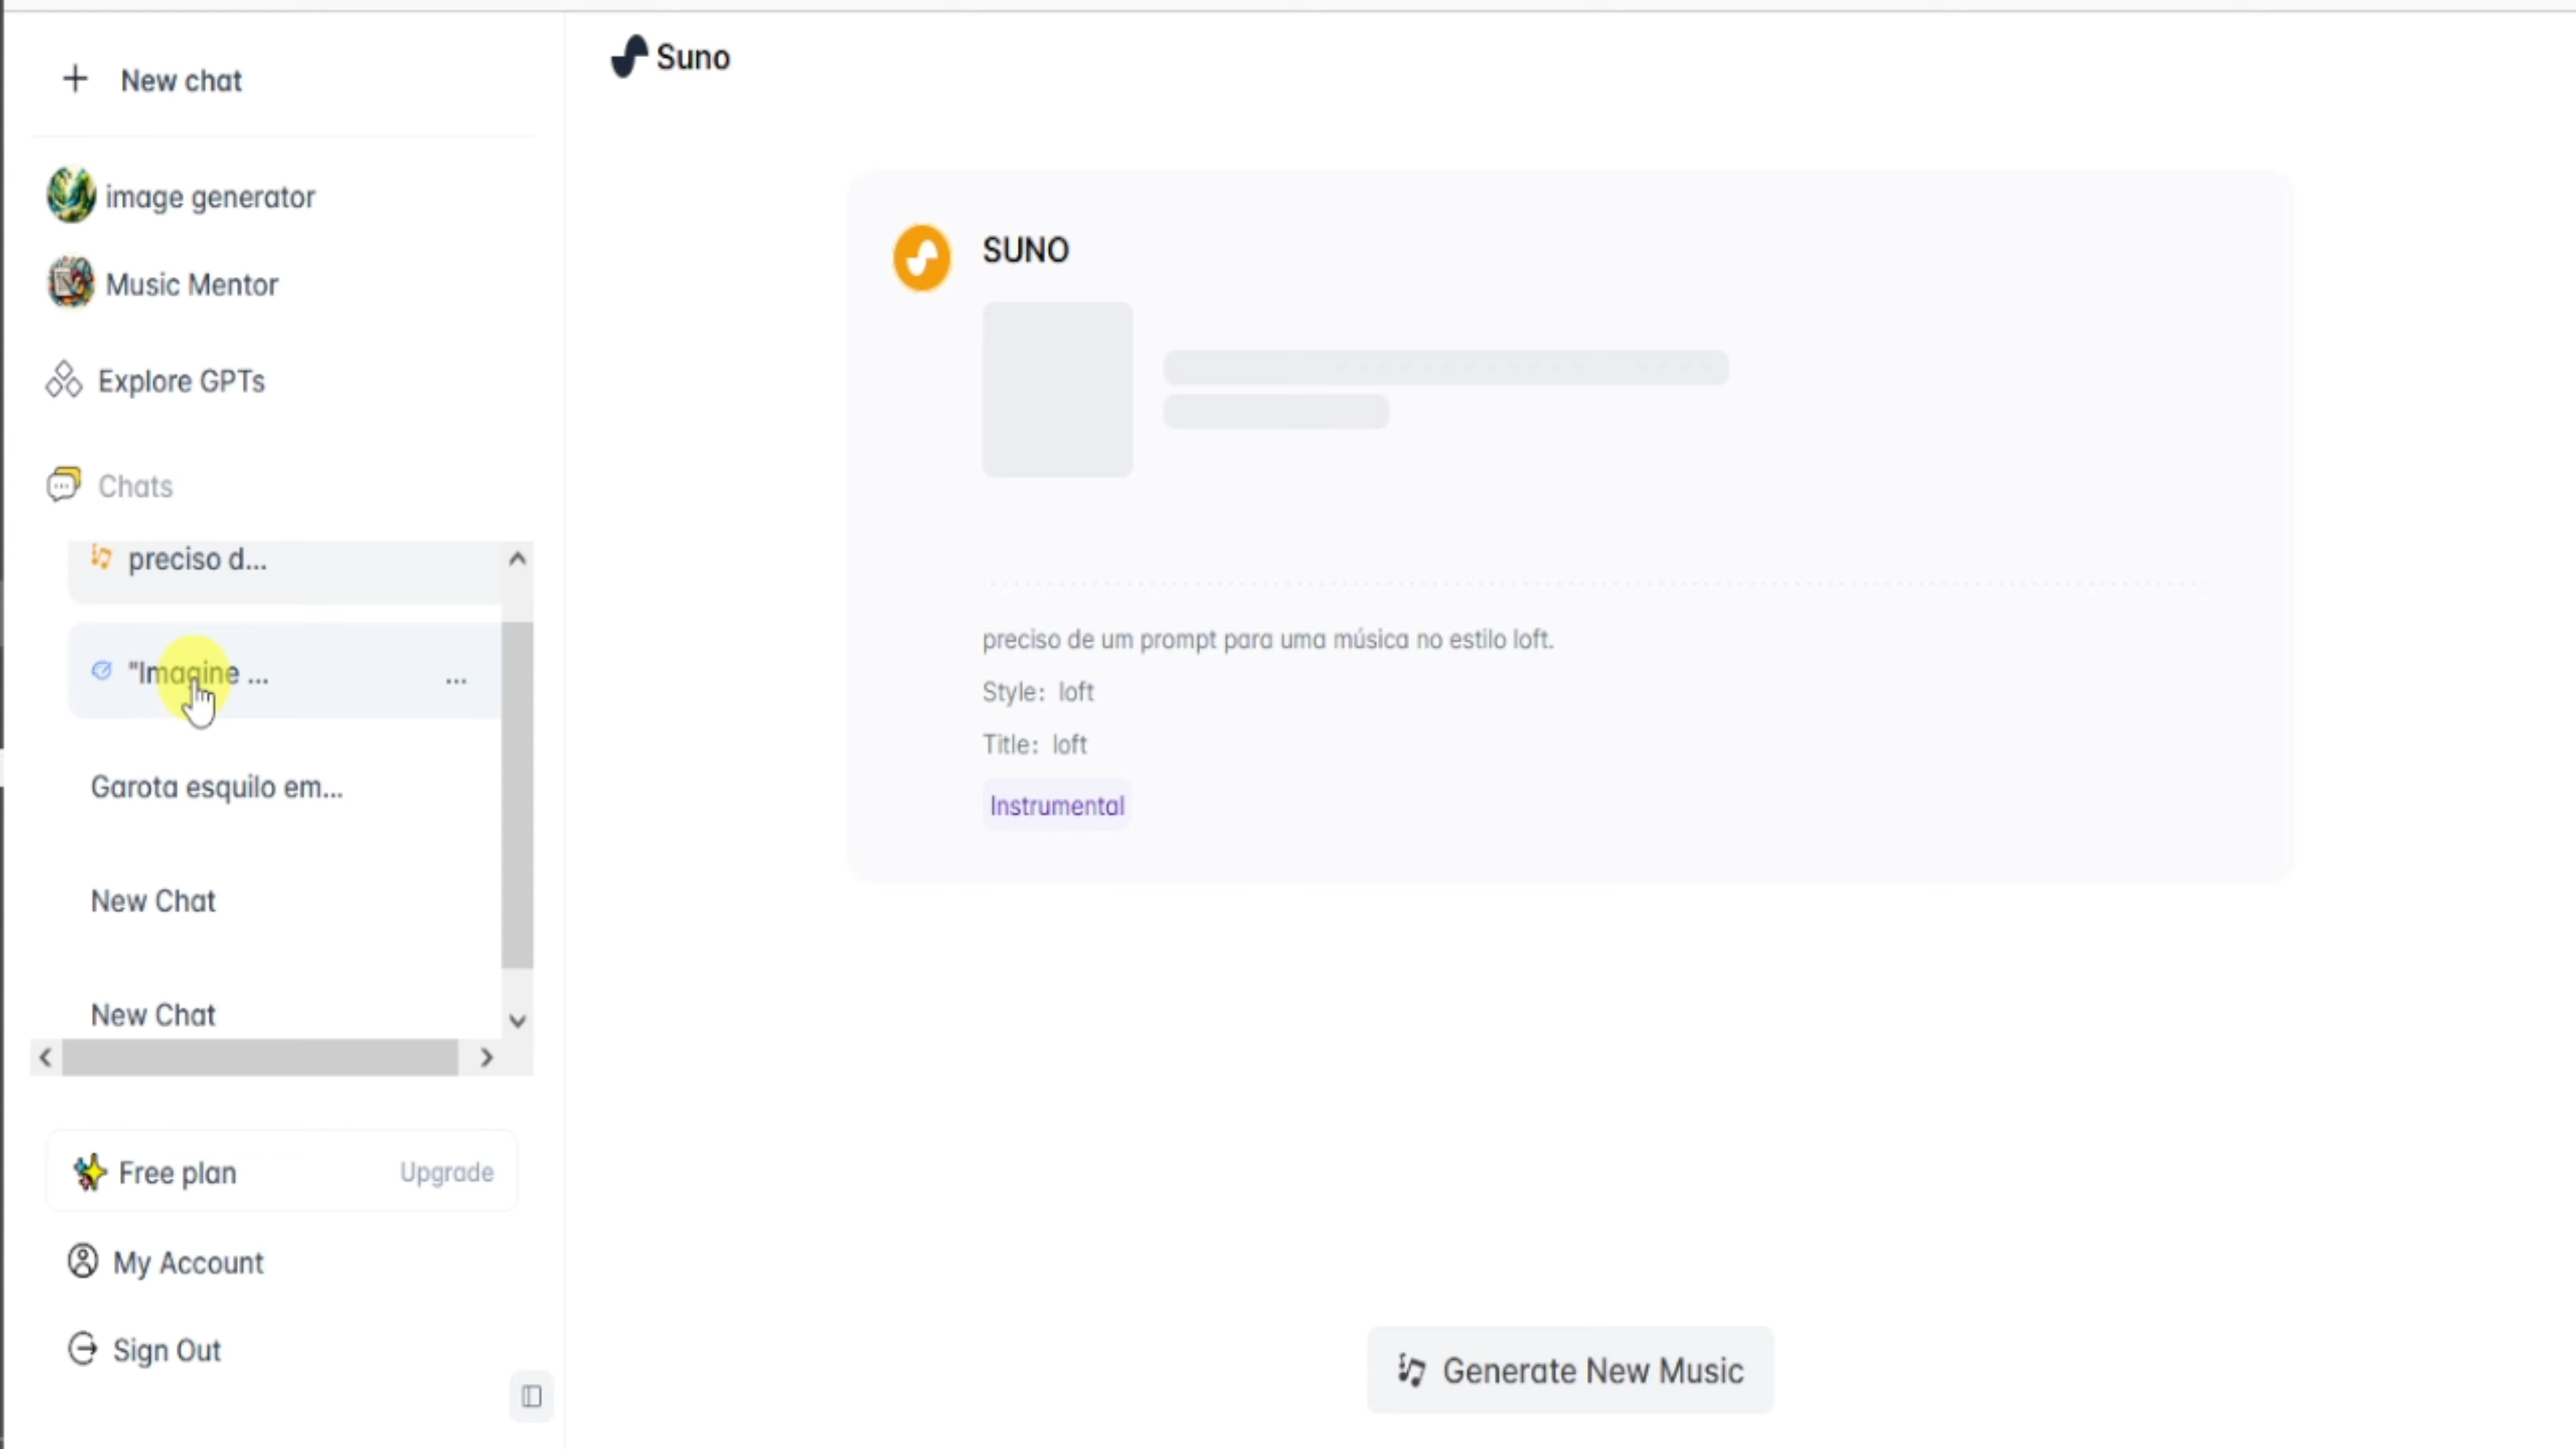 New chat
image generator
Music Mentor
Explore GPTs
Chats
preciso d...
"Imagine ...
...
Garota esquilo em...
New Chat
New Chat
Free plan
Upgrade
My Account
Sign Out
Suno
SUNO
preciso de um prompt para uma música no estilo loft.
Style: loft
Title: loft
Instrumental
Generate New Music